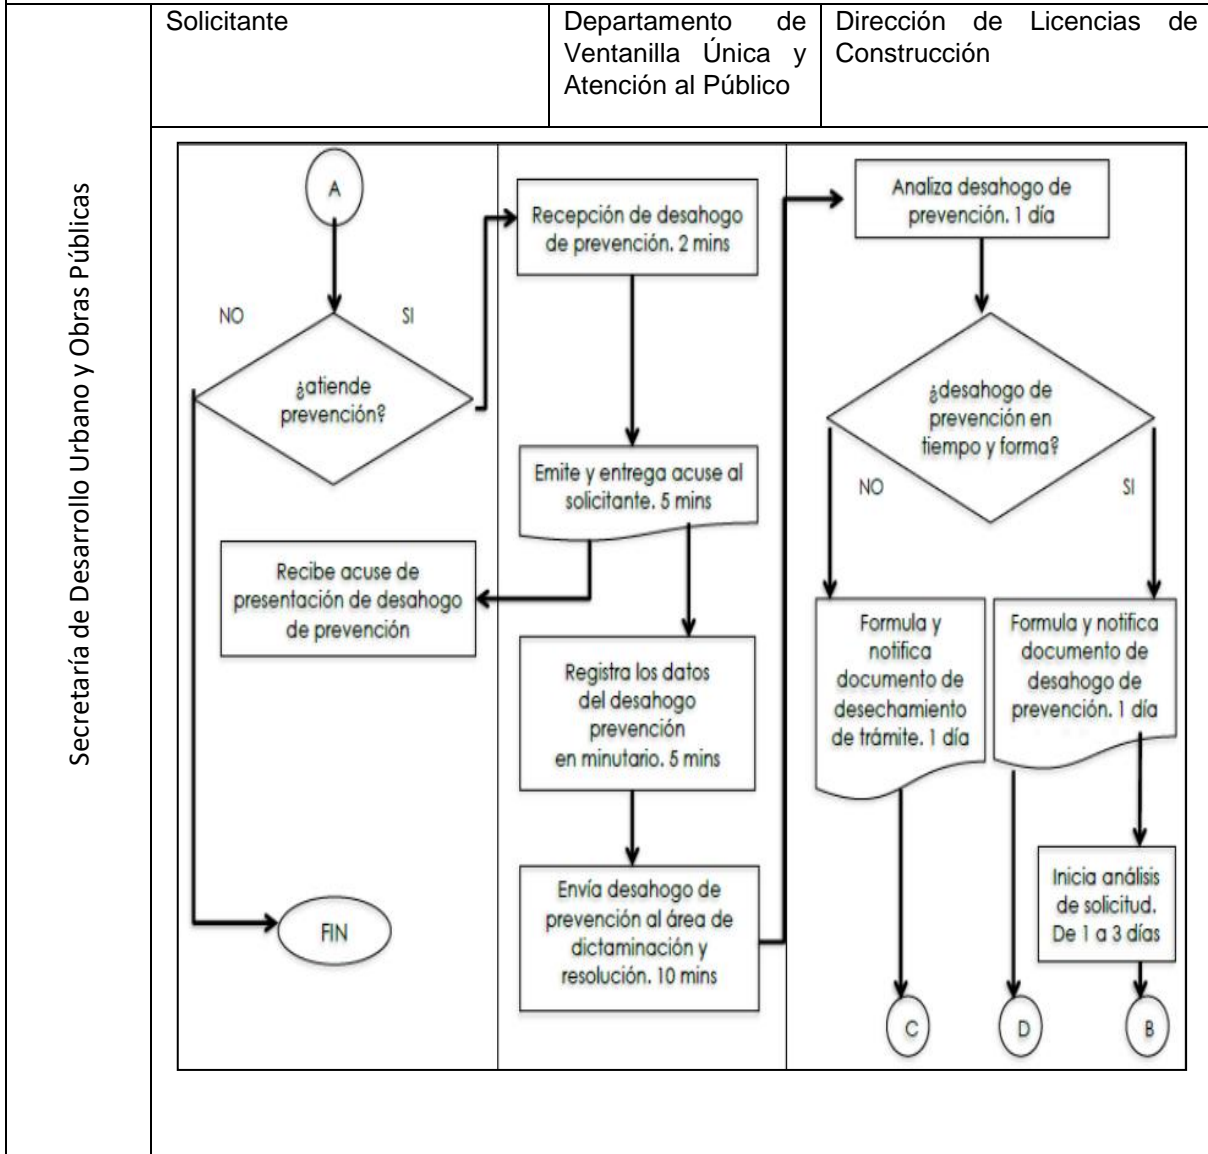 Solicitante
Departamento de
Ventanilla Única y
Atención al Público
Dirección de Licencias de
Construcción
Secretaría de Desarrollo Urbano y Obras Públicas
A
NO
SI
¿atiende
prevención?
Recibe acuse de
presentación de desahogo
de prevención
FIN
Recepción de desahogo
de prevención. 2 mins
Emite y entrega acuse al
solicitante. 5 mins
Registra los datos
del desahogo
prevención
en minutario. 5 mins
Envía desahogo de
prevención al área de
dictaminación y
resolución. 10 mins
Analiza desahogo de
prevención. 1 día
¿desahogo de
prevención en
tiempo y forma?
NO
SI
Formula y
notifica
documento de
desechamiento
de trámite. 1 día
Formula y notifica
documento de
desahogo de
prevención. 1 día
Inicia análisis
de solicitud.
De 1 a 3 días
C
D
B